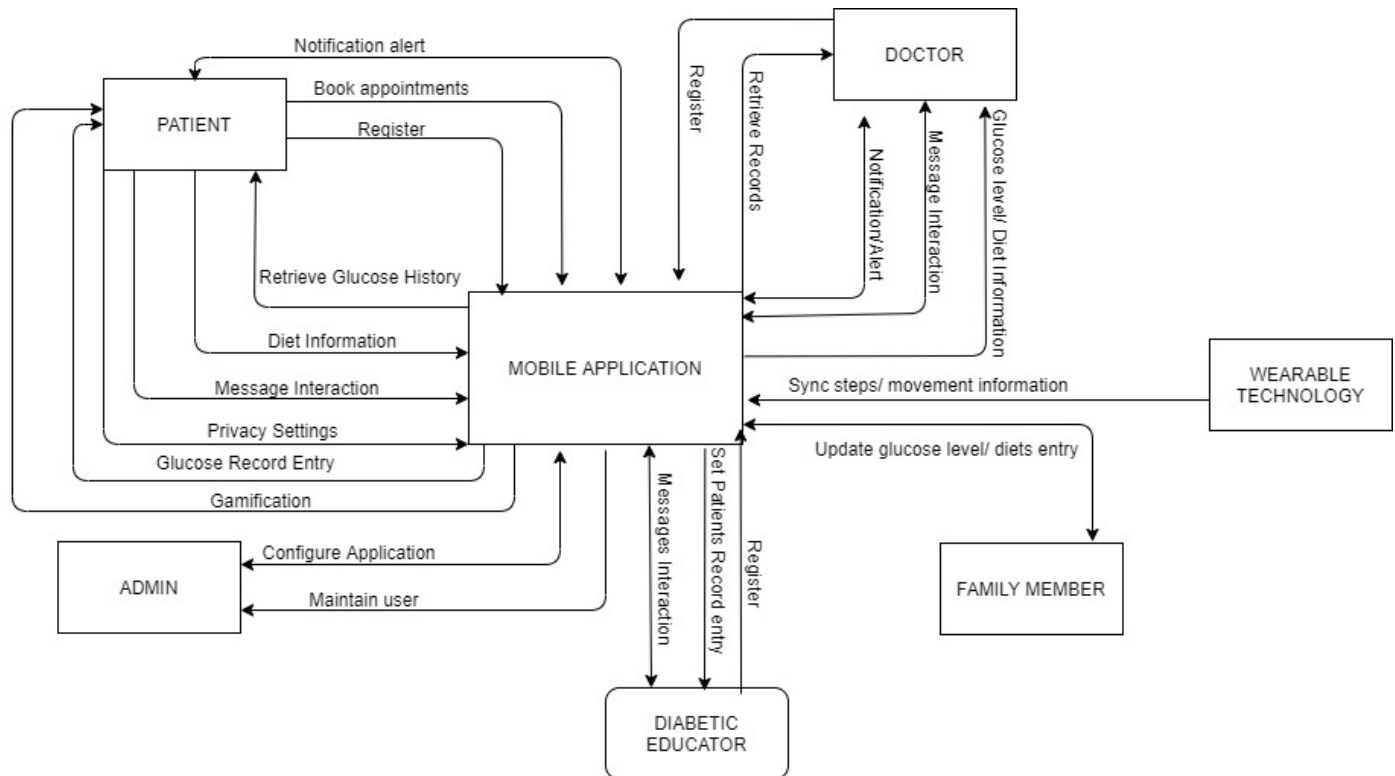 Notification alert
Book appointments
Register
PATIENT
DOCTOR
Register
Retrieve Records
Notification/Alert
Message Interaction
Glucose level/ Diet Information
Retrieve Glucose History
Diet Information
Message Interaction
Privacy Settings
Glucose Record Entry
Gamification
MOBILE APPLICATION
WEARABLE
TECHNOLOGY
Sync steps/ movement information
Update glucose level/ diets entry
FAMILY MEMBER
Configure Application
ADMIN
Maintain user
Messages Interaction
Set Patients Record entry
Register
DIABETIC
EDUCATOR